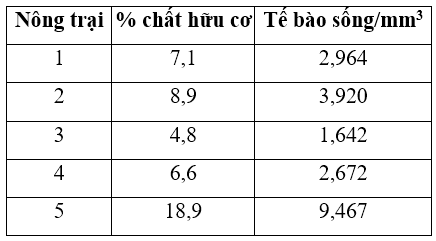 Nông trại % chất hữu cơ Tế bào sống/mm³
1 7,1 2,964
2 8,9 3,920
3 4,8 1,642
4 6,6 2,672
5 18,9 9,467